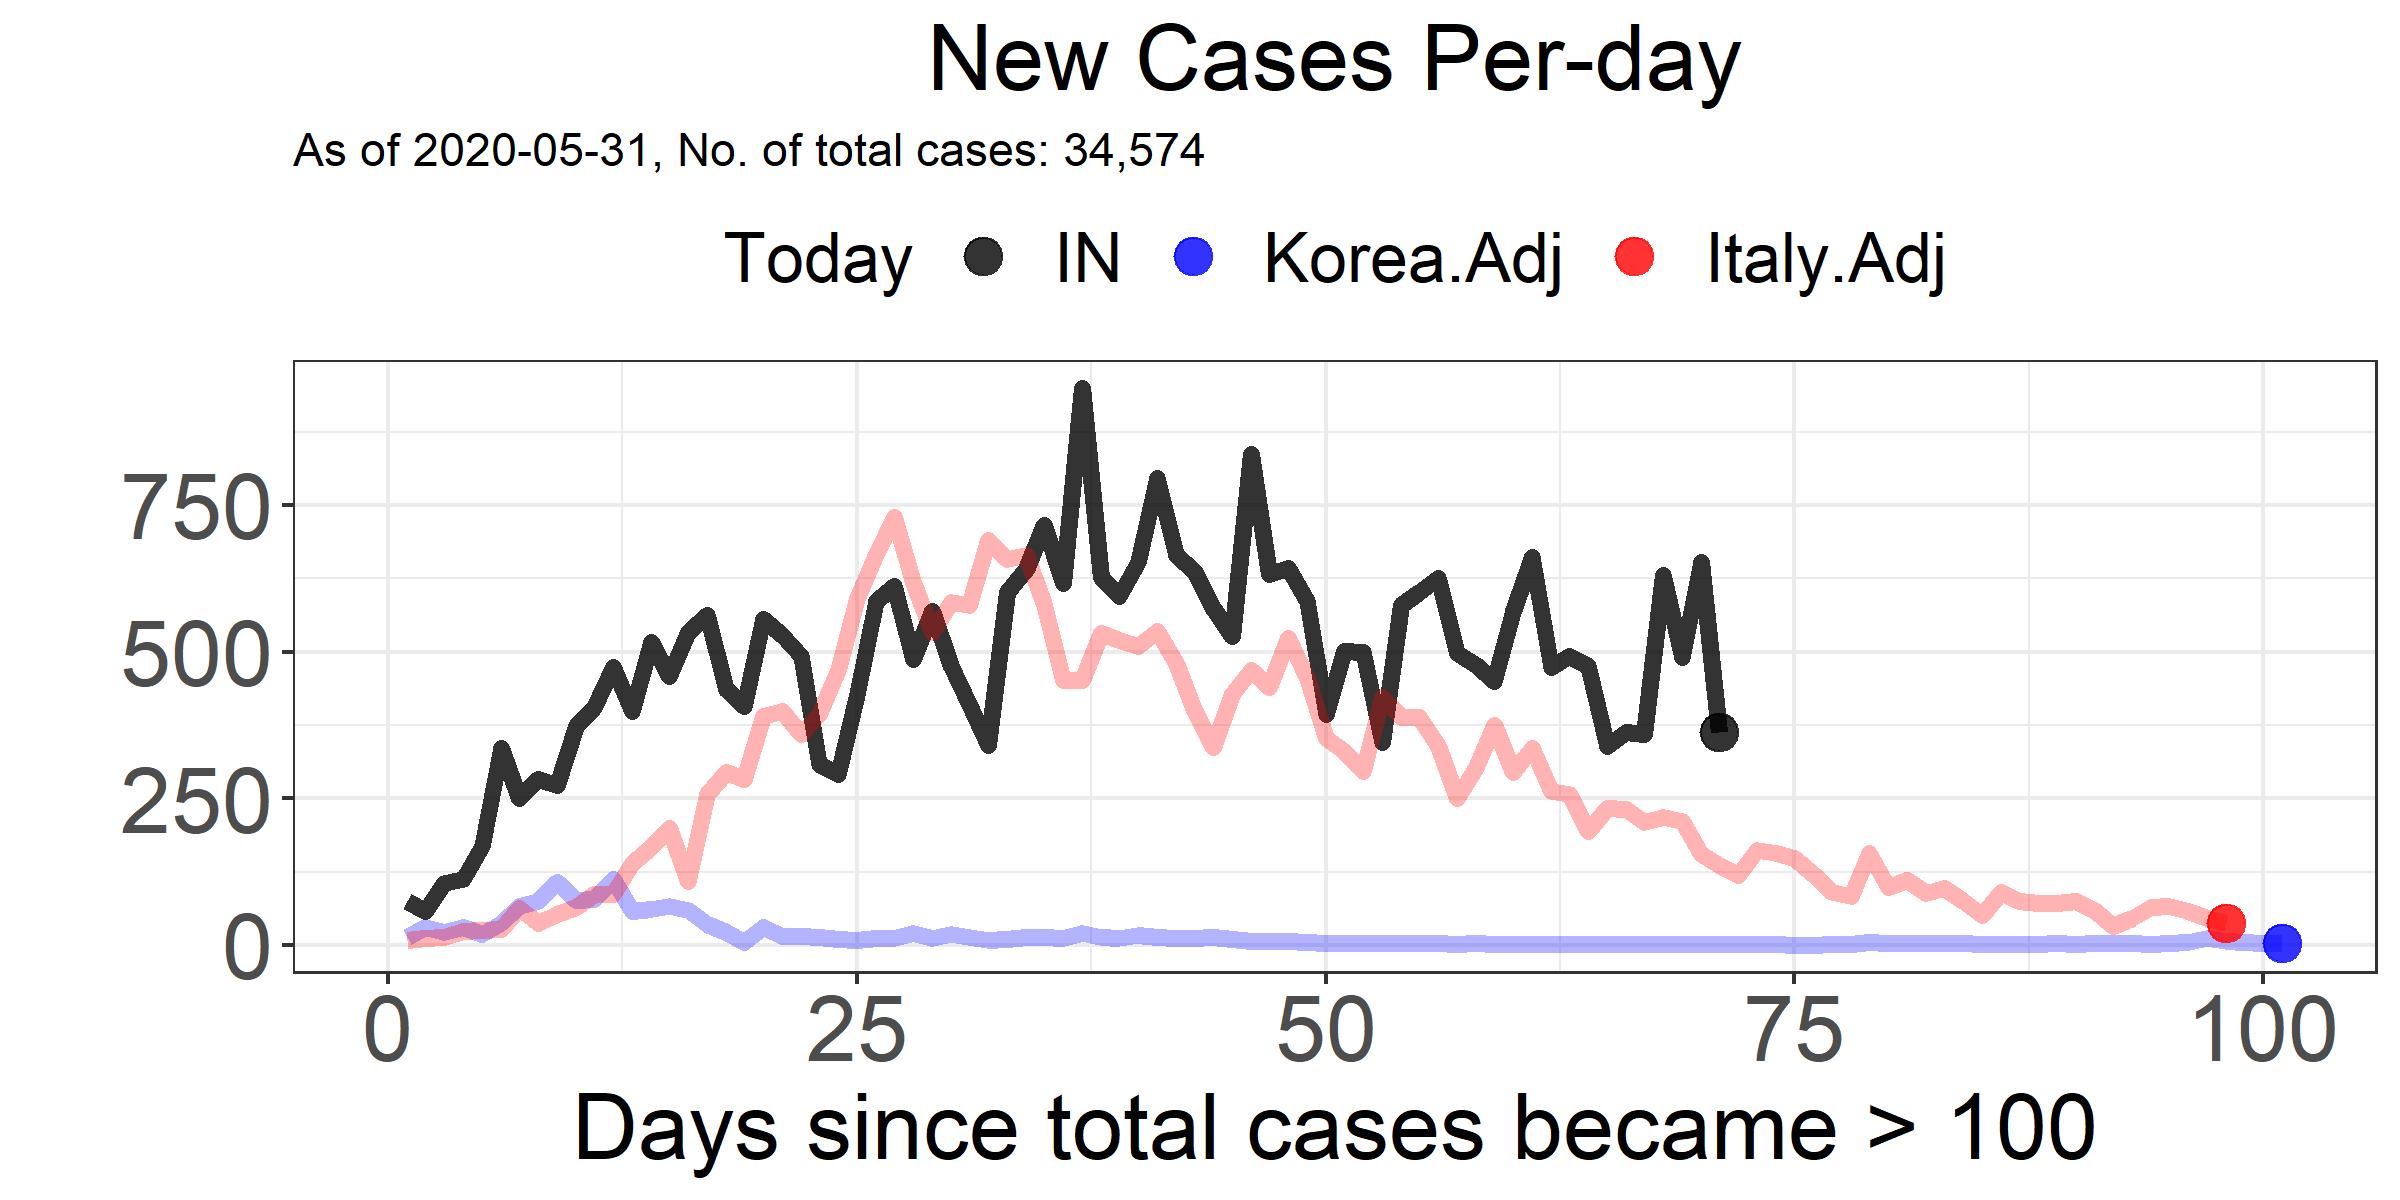 New Cases Per-day
As of 2020-05-31, No. of total cases: 34,574
Today IN Korea.Adj Italy.Adj
750
500
250
0
0 25 50 75 100
Days since total cases became > 100